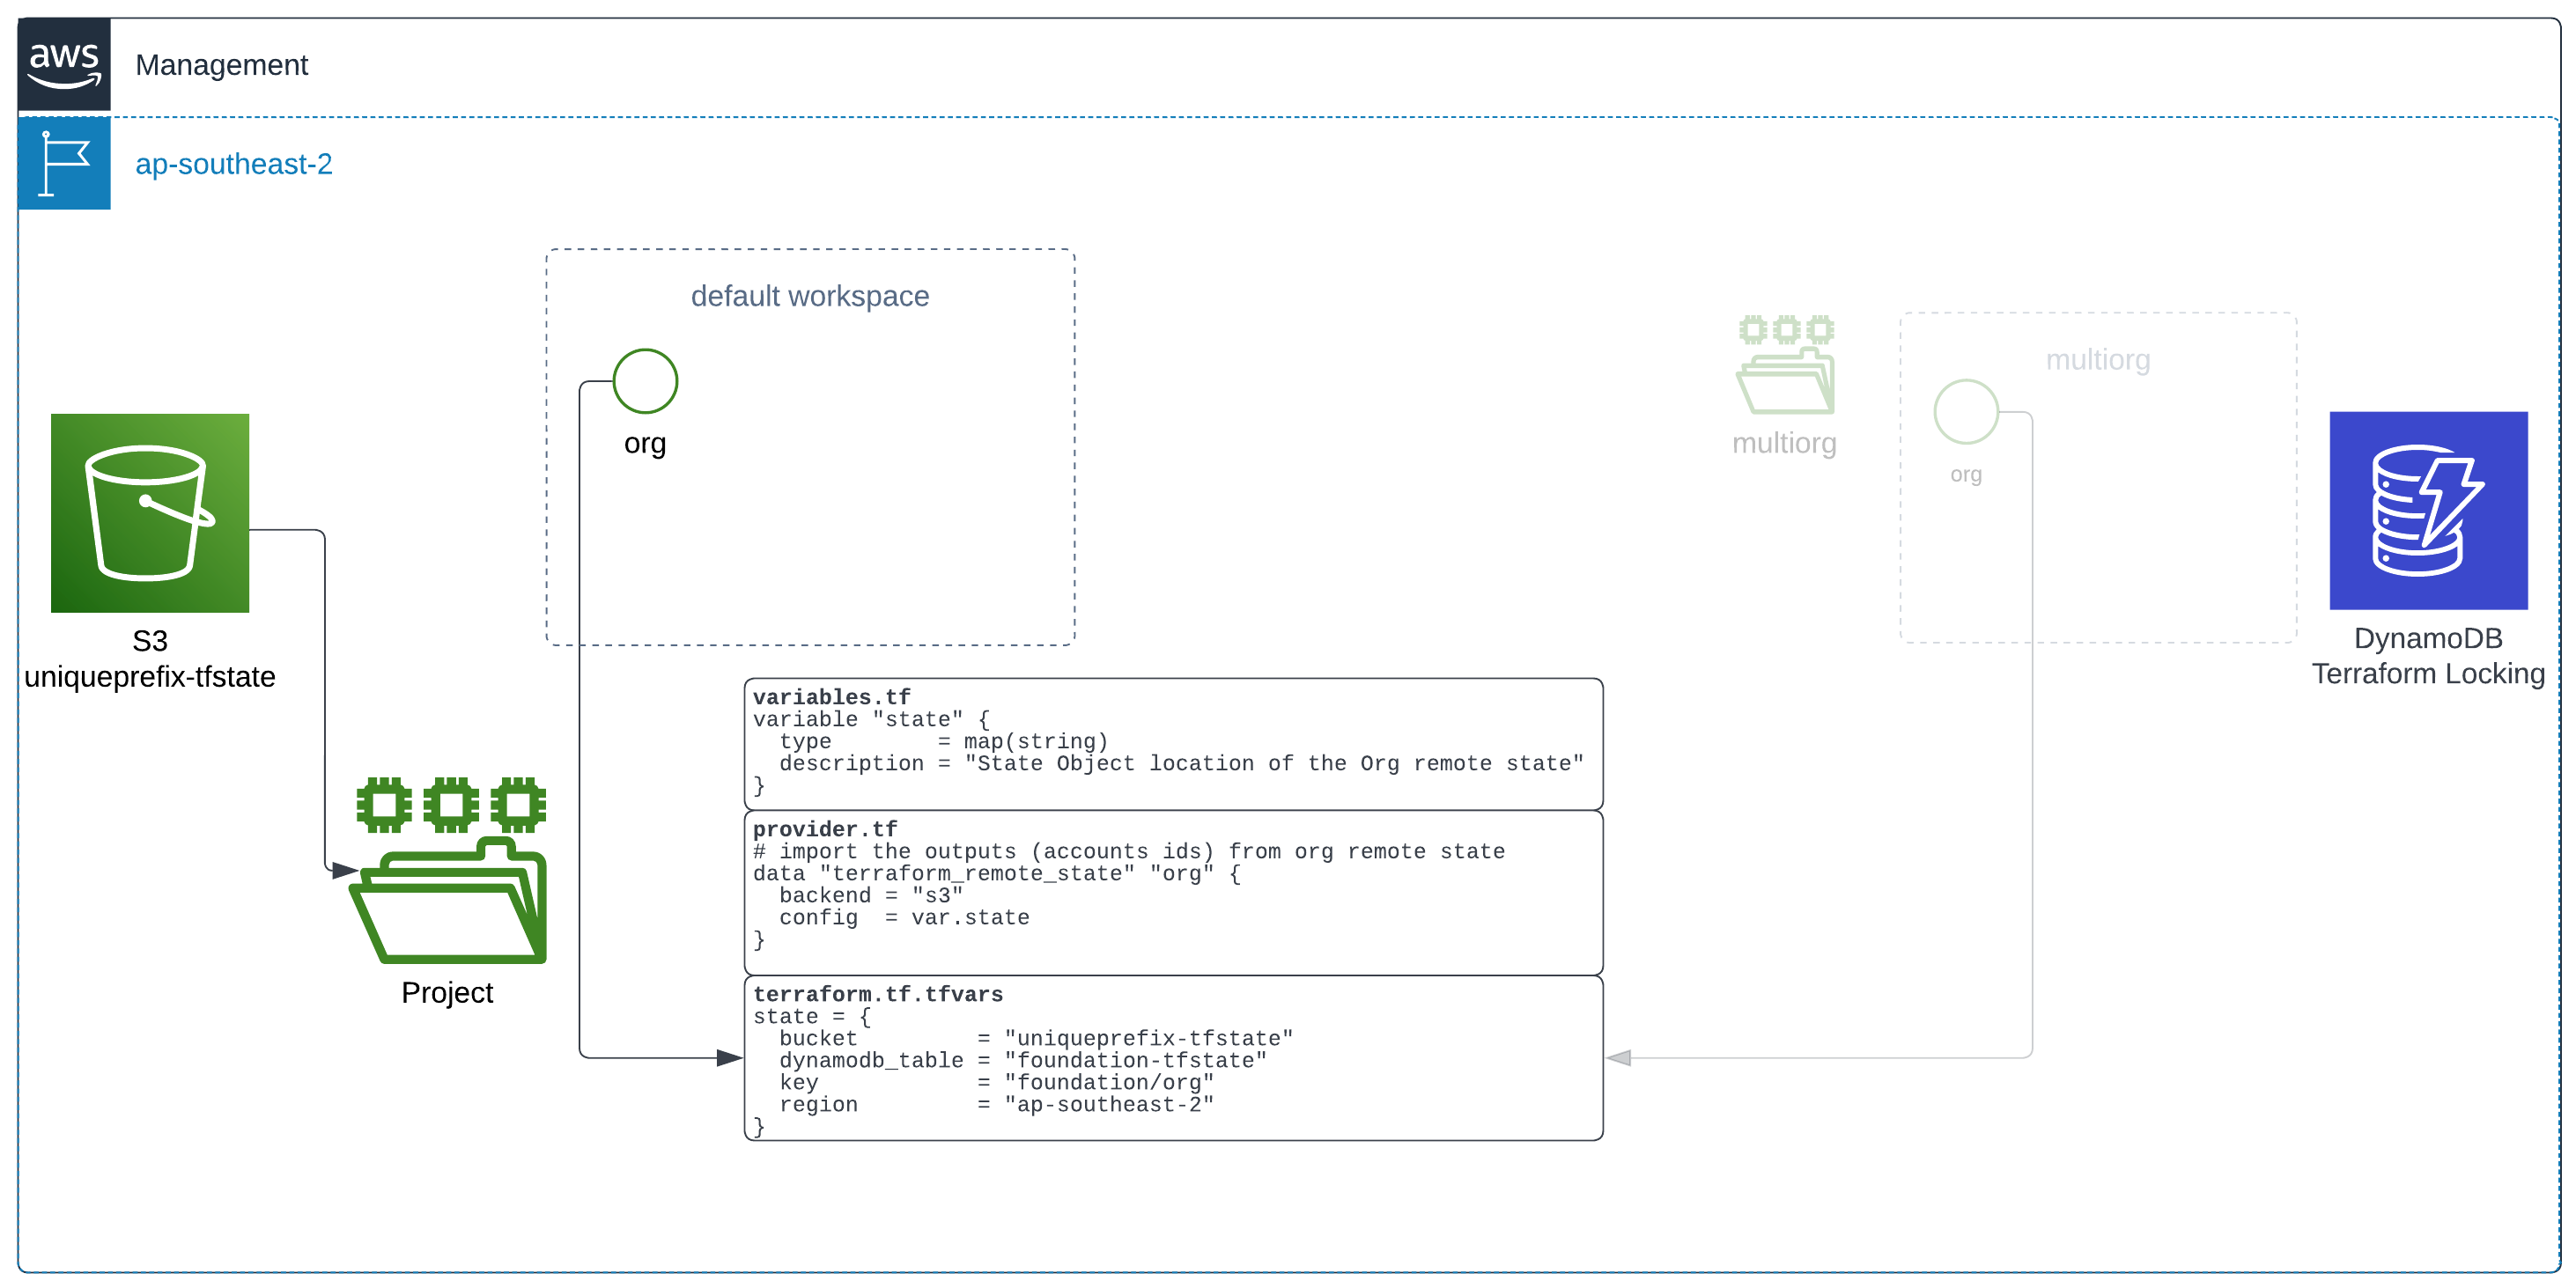 aws
Management
ap-southeast-2
default workspace
org
S3
uniqueprefix-tfstate
Project
multiorg
multiorg
org
DynamoDB
Terraform Locking
variables.tf
variable "state" {
  type        = map(string)
  description = "State Object location of the Org remote state"
}
provider.tf
# import the outputs (accounts ids) from org remote state
data "terraform_remote_state" "org" {
  backend = "s3"
  config  = var.state
}
terraform.tf.tfvars
state = {
  bucket         = "uniqueprefix-tfstate"
  dynamodb_table = "foundation-tfstate"
  key            = "foundation/org"
  region         = "ap-southeast-2"
}